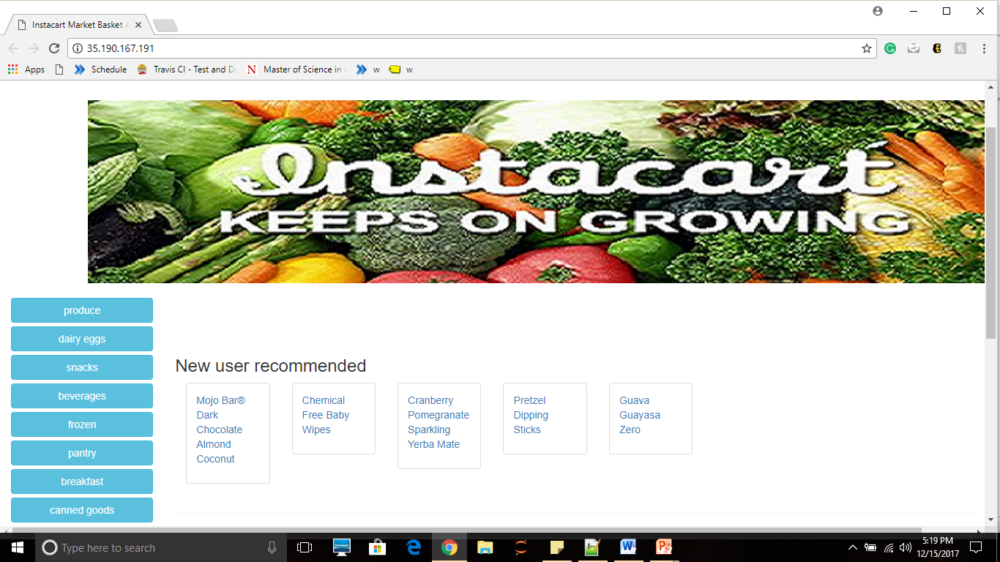 Instacart Market Basket A
35.190.167.191
Apps
Schedule
Travis CI - Test and De
Master of Science in C
w
w
Instacart
KEEPS ON GROWING
produce
dairy eggs
snacks
beverages
frozen
pantry
breakfast
canned goods
New user recommended
Mojo Bar®
Dark
Chocolate
Almond
Coconut
Chemical
Free Baby
Wipes
Cranberry
Pomegranate
Sparkling
Yerba Mate
Pretzel
Dipping
Sticks
Guava
Guayasa
Zero
Type here to search
5:19 PM
12/15/2017